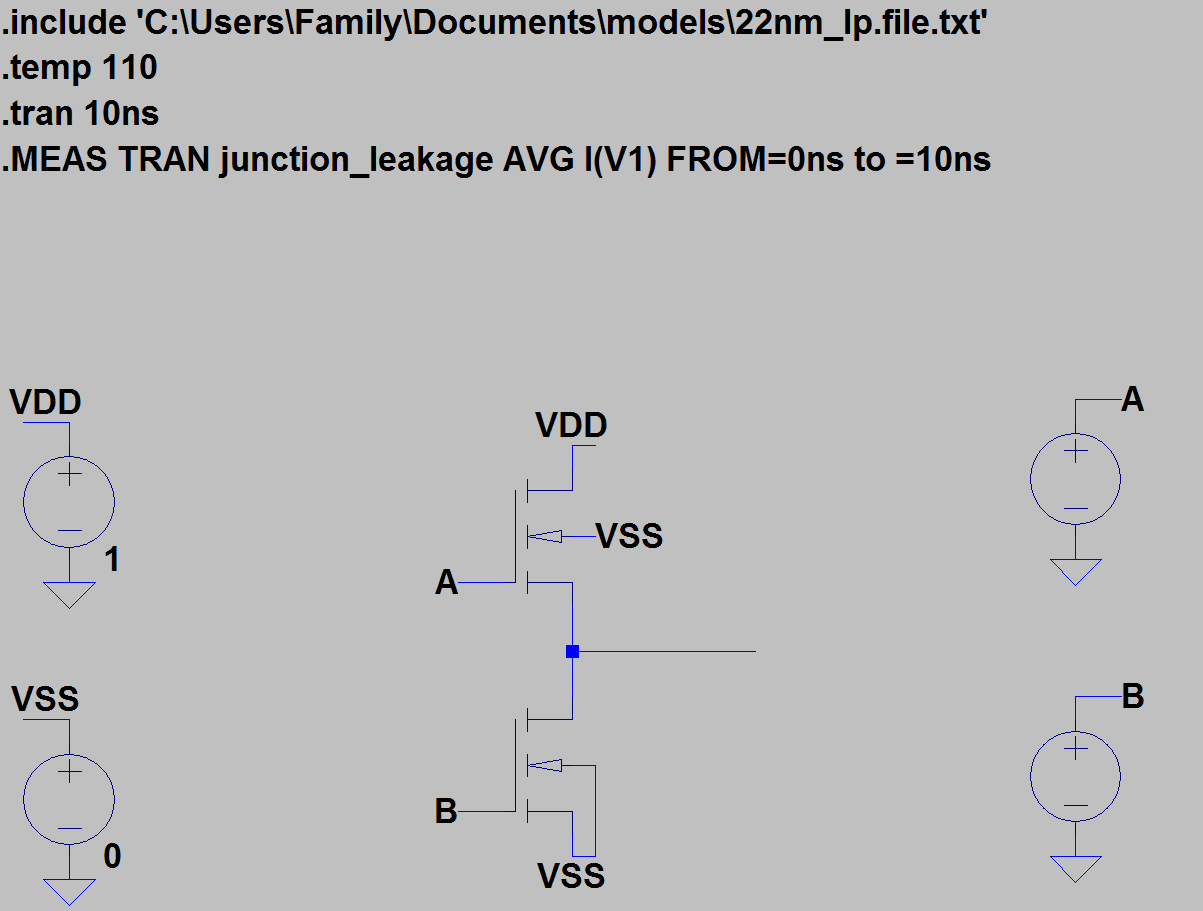 .include 'C:\Users\Family\Documents\models\22nm_lp.file.txt'
.temp 110
.tran 10ns
.MEAS TRAN junction_leakage AVG I(V1) FROM=0ns to =10ns
VDD
1
VSS
0
VDD
VSS
A
B
VSS
A
B